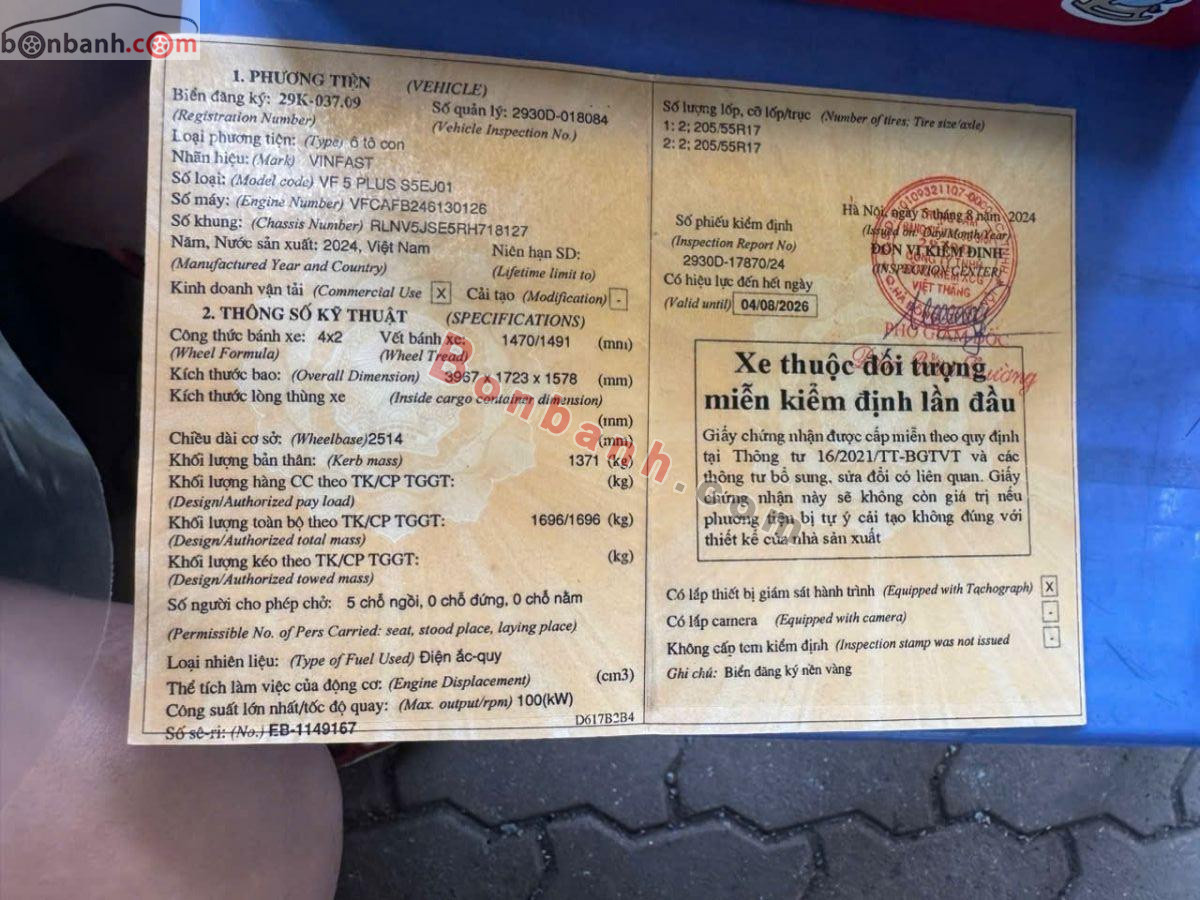 bonbanh.com
1. PHƯƠNG TIỆN (VEHICLE)
Biển đăng ký: 29K-037.09 Số quản lý: 2930D-018084
(Registration Number) (Vehicle Inspection No.)
Loại phương tiện: (Type) ô tô con
Nhãn hiệu: (Mark) VINFAST
Số loại: (Model code) VF 5 PLUS S5EJ01
Số máy: (Engine Number) VFCAFB246130126
Số khung: (Chassis Number) RLNV5JSE5RH718127
Năm, Nước sản xuất: 2024, Việt Nam Niên hạn SD:
(Manufactured Year and Country) (Lifetime limit to)
Kinh doanh vận tải (Commercial Use X Cải tạo (Modification) -
2. THÔNG SỐ KỸ THUẬT (SPECIFICATIONS)
Công thức bánh xe: 4x2 Vết bánh xe: 1470/1491 (mm)
(Wheel Formula) (Wheel Tread)
Kích thước bao: (Overall Dimension) 3967 x 1723 x 1578 (mm)
Kích thước lòng thùng xe (Inside cargo container dimension)
(mm)
Chiều dài cơ sở: (Wheelbase)2514 (mm)
Khối lượng bản thân: (Kerb mass) 1371 (kg)
Khối lượng hàng CC theo TK/CP TGGT: (kg)
(Design/Authorized pay load)
Khối lượng toàn bộ theo TK/CP TGGT: 1696/1696 (kg)
(Design/Authorized total mass)
Khối lượng kéo theo TK/CP TGGT: (kg)
(Design/Authorized towed mass)
Số người cho phép chở: 5 chỗ ngồi, 0 chỗ đứng, 0 chỗ nằm
(Permissible No. of Pers Carried: seat, stood place, laying place)
Loại nhiên liệu: (Type of Fuel Used) Điện ắc-quy
Thể tích làm việc của động cơ: (Engine Displacement) (cm3)
Công suất lớn nhất/tốc độ quay: (Max. output/rpm) 100(kW)
Số sê-ri: (No.) EB-1149167 D617B2B4
Số lượng lốp, cỡ lốp/trục (Number of tires; Tire size/axle)
1: 2; 205/55R17
2: 2; 205/55R17
Số phiếu kiểm định
(Inspection Report No)
2930D-17870/24
Có hiệu lực đến hết ngày
(Valid until) 04/08/2026
Hà Nội, ngày 5 tháng 8 năm 2024
(Issued on: Day/Month/Year)
ĐƠN VỊ KIỂM ĐỊNH
(INSPECTION CENTER)
CÔNG TY TNHH
VIỆT THẮNG
PHÓ GIÁM ĐỐC
Xe thuộc đối tượng
miễn kiểm định lần đầu
Giấy chứng nhận được cấp miễn theo quy định
tại Thông tư 16/2021/TT-BGTVT và các
thông tư bổ sung, sửa đổi có liên quan. Giấy
chứng nhận này sẽ không còn giá trị nếu
phương tiện bị tự ý cải tạo không đúng với
thiết kế của nhà sản xuất
Có lắp thiết bị giám sát hành trình (Equipped with Tachograph) X
Có lắp camera (Equipped with camera) -
Không cấp tem kiểm định (Inspection stamp was not issued -
Ghi chú: Biển đăng ký nền vàng
Bonbanh.com